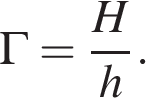 Γ = H/h.